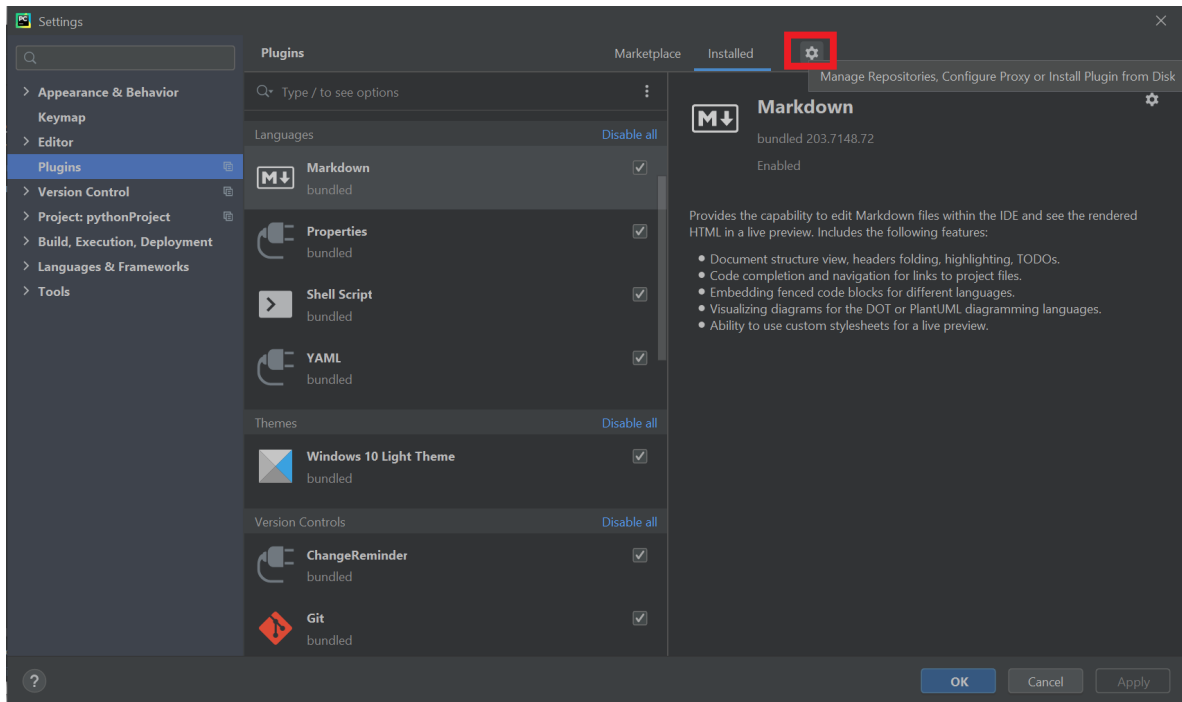 Settings
Plugins
Marketplace
Installed
Manage Repositories, Configure Proxy or Install Plugin from Disk
Appearance & Behavior
Keymap
Editor
Plugins
Version Control
Project: pythonProject
Build, Execution, Deployment
Languages & Frameworks
Tools
Type / to see options
Languages Disable all
Markdown
bundled
Properties
bundled
Shell Script
bundled
YAML
bundled
Themes Disable all
Windows 10 Light Theme
bundled
Version Controls Disable all
ChangeReminder
bundled
Git
bundled
Markdown
bundled 203.7148.72
Enabled
Provides the capability to edit Markdown files within the IDE and see the rendered
HTML in a live preview. Includes the following features:
• Document structure view, headers folding, highlighting, TODOs.
• Code completion and navigation for links to project files.
• Embedding fenced code blocks for different languages.
• Visualizing diagrams for the DOT or PlantUML diagramming languages.
• Ability to use custom stylesheets for a live preview.
?
OK
Cancel
Apply